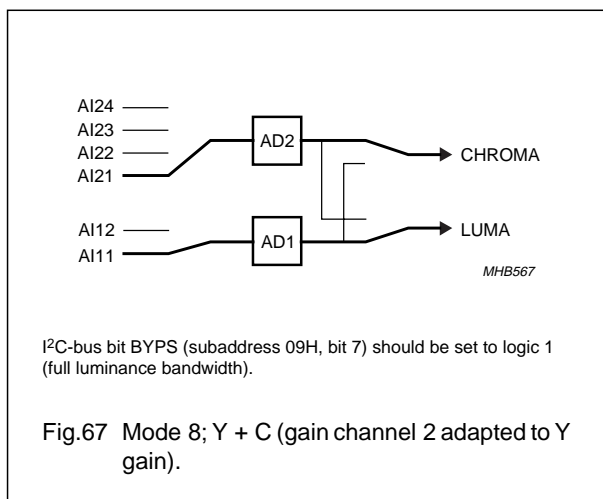 AI24
AI23
AI22
AI21
AD2
CHROMA
AI12
AI11
AD1
LUMA
MHB567
I²C-bus bit BYPS (subaddress 09H, bit 7) should be set to logic 1
(full luminance bandwidth).
Fig.67 Mode 8; Y + C (gain channel 2 adapted to Y
gain).